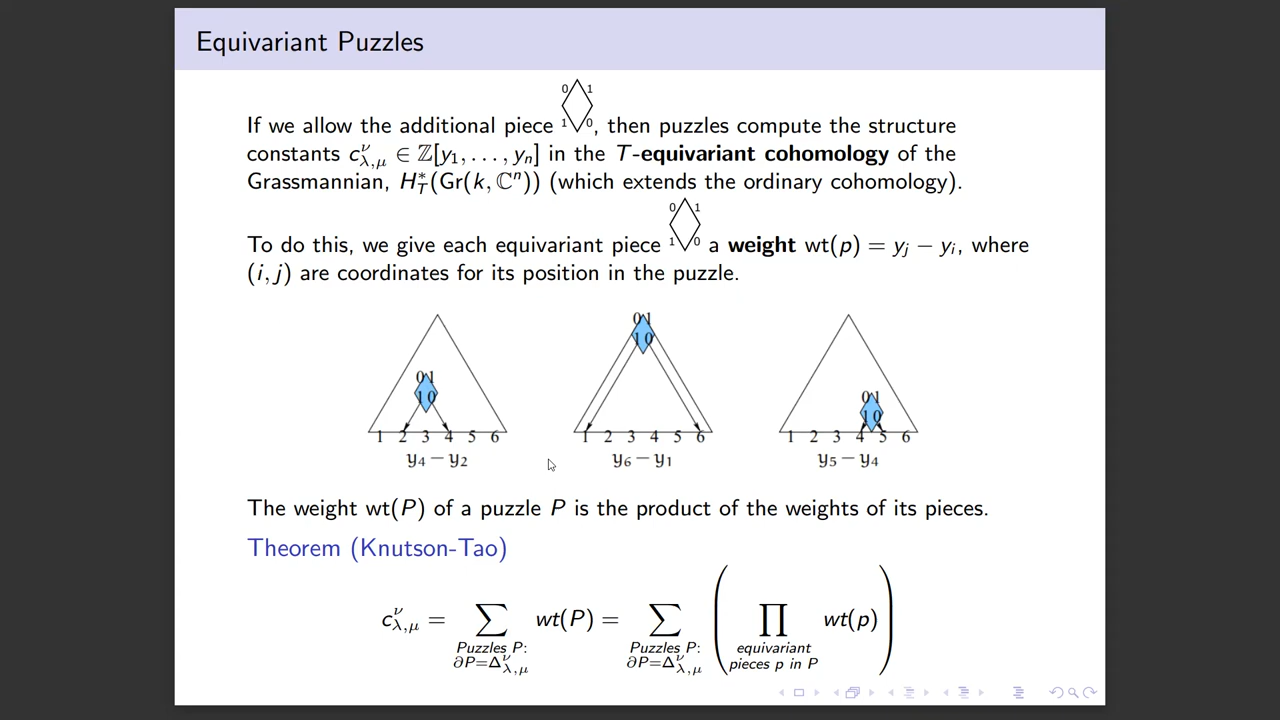 Equivariant Puzzles
0 1
If we allow the additional piece 1 0, then puzzles compute the structure
constants c^ν_{λ,μ} ∈ ℤ[y₁, . . . , yₙ] in the T-equivariant cohomology of the
Grassmannian, H*_T(Gr(k, ℂⁿ)) (which extends the ordinary cohomology).
0 1
To do this, we give each equivariant piece 1 0 a weight wt(p) = y_j − y_i, where
(i, j) are coordinates for its position in the puzzle.
0 1
1 0
1 2 3 4 5 6
y₄ − y₂
0 1
1 0
1 2 3 4 5 6
y₆ − y₁
0 1
1 0
1 2 3 4 5 6
y₅ − y₄
The weight wt(P) of a puzzle P is the product of the weights of its pieces.
Theorem (Knutson-Tao)
c^ν_{λ,μ} = ∑ wt(P) = ∑ ( ∏ wt(p) )
Puzzles P: Puzzles P: equivariant
∂P=Δ^ν_{λ,μ} ∂P=Δ^ν_{λ,μ} pieces p in P